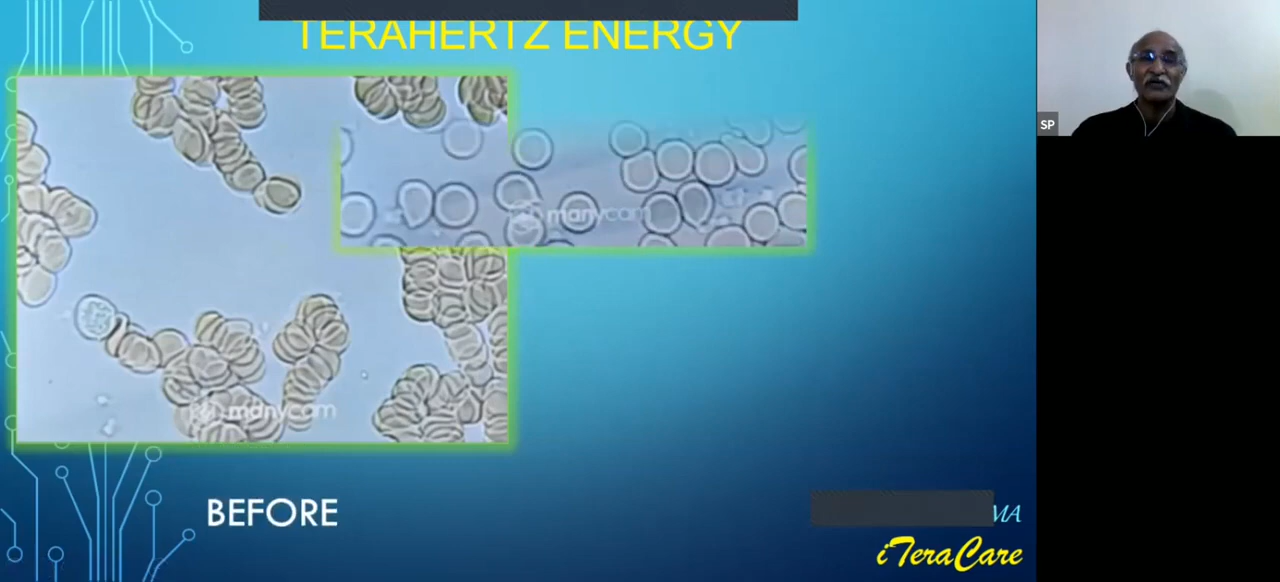 TERAHERTZ ENERGY
SP
manycam
manycam
BEFORE
MA
iTeraCare